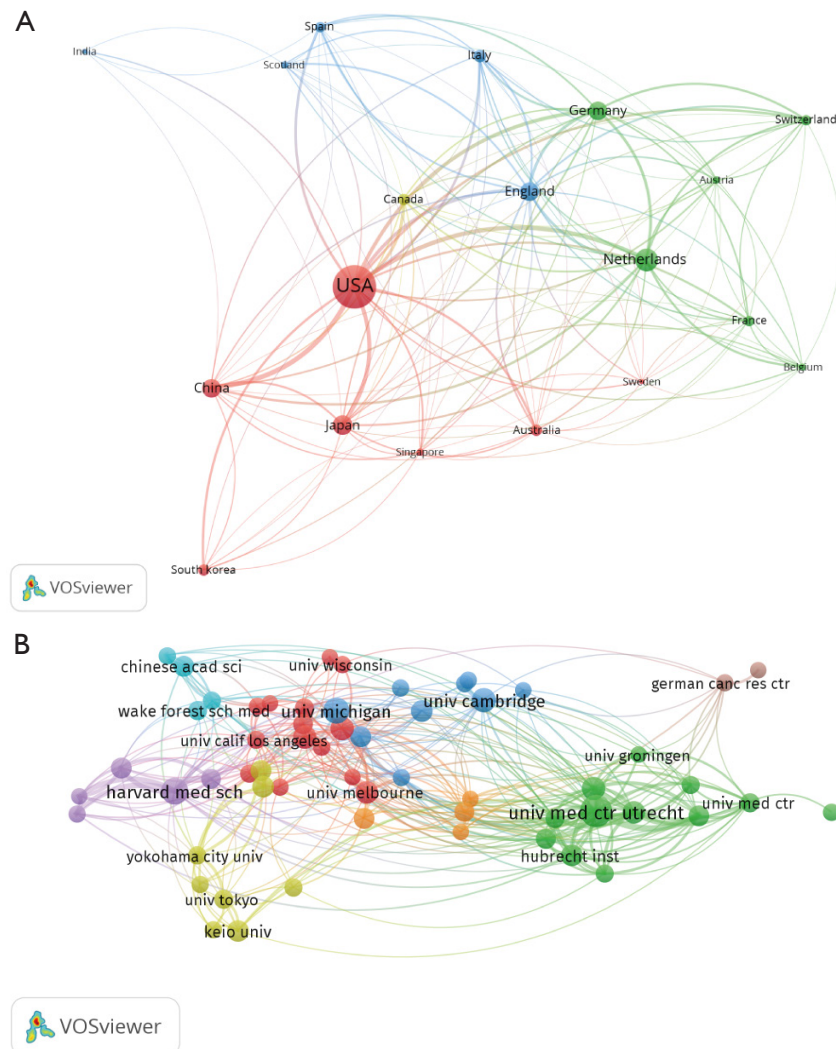 A
Spain
India
Scotland
Italy
Germany
Switzerland
Austria
England
Canada
Netherlands
USA
France
Belgium
Sweden
China
Japan
Australia
Singapore
South korea
VOSviewer
B
chinese acad sci
univ wisconsin
german canc res ctr
univ cambridge
wake forest sch med
univ michigan
univ calif los angeles
univ groningen
harvard med sch
univ melbourne
univ med ctr
univ med ctr utrecht
yokohama city univ
hubrecht inst
univ tokyo
keio univ
VOSviewer